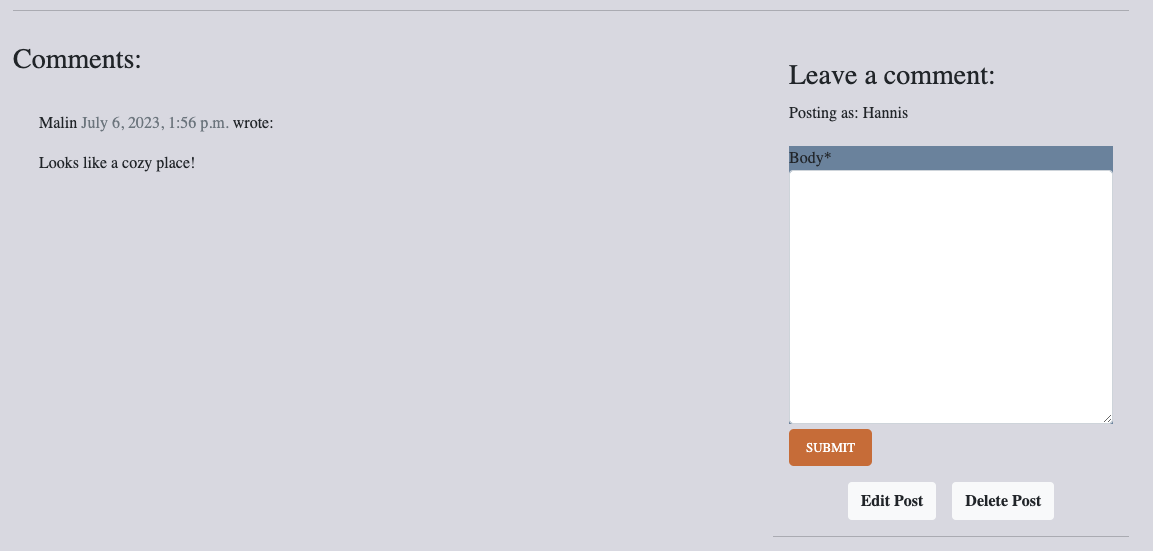 Comments:
Malin July 6, 2023, 1:56 p.m. wrote:
Looks like a cozy place!
Leave a comment:
Posting as: Hannis
Body*
SUBMIT
Edit Post
Delete Post